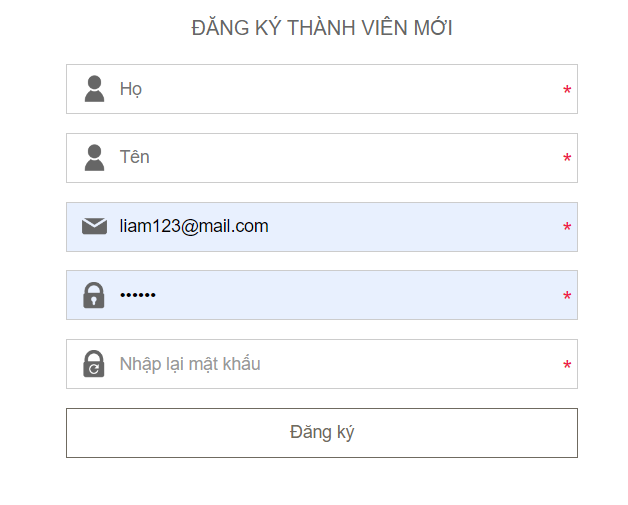 ĐĂNG KÝ THÀNH VIÊN MỚI
Họ *
Tên *
liam123@mail.com *
•••••• *
Nhập lại mật khẩu *
Đăng ký